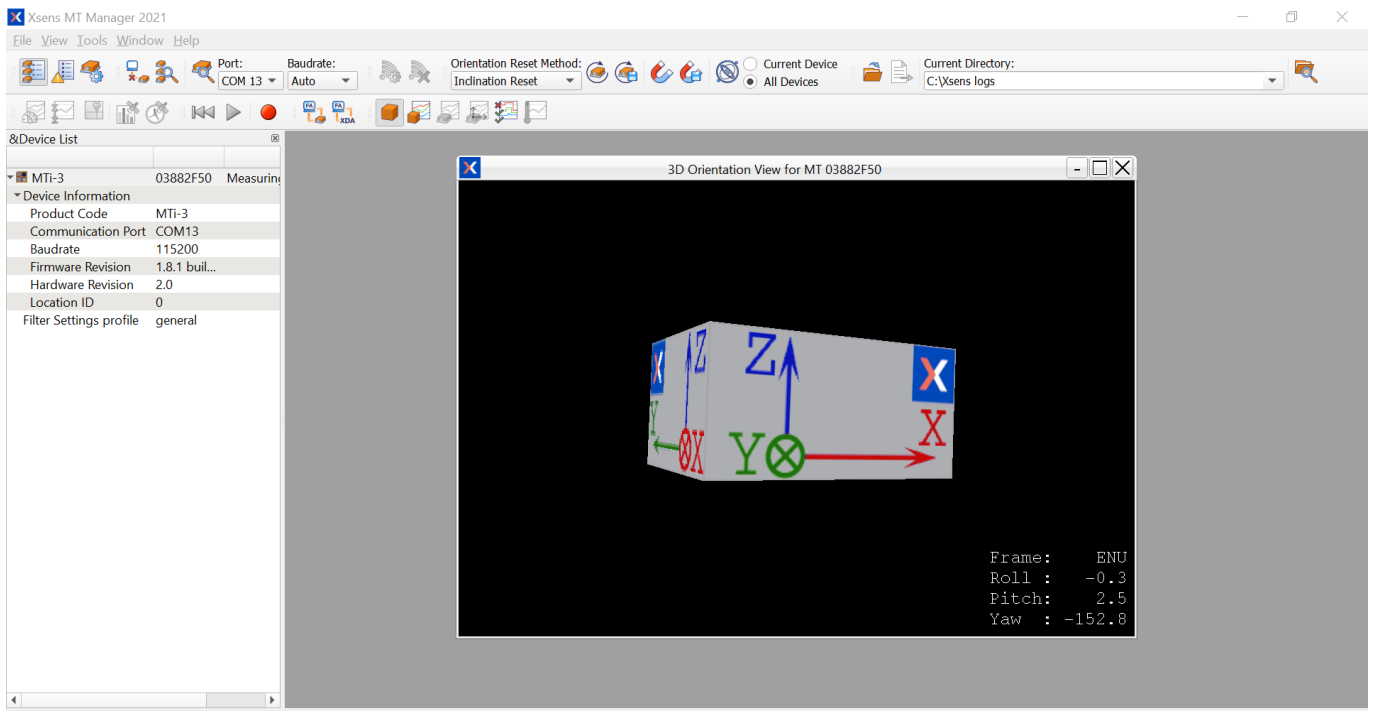 Xsens MT Manager 2021
File View Tools Window Help
Port: Baudrate: Orientation Reset Method: Current Device Current Directory:
COM 13 Auto Inclination Reset All Devices C:\Xsens logs
FA FA XDA
&Device List
MTi-3 03882F50 Measuring
Device Information
Product Code MTi-3
Communication Port COM13
Baudrate 115200
Firmware Revision 1.8.1 buil...
Hardware Revision 2.0
Location ID 0
Filter Settings profile general
3D Orientation View for MT 03882F50
Z Z X
Y X Y X
Frame: ENU
Roll : -0.3
Pitch: 2.5
Yaw : -152.8